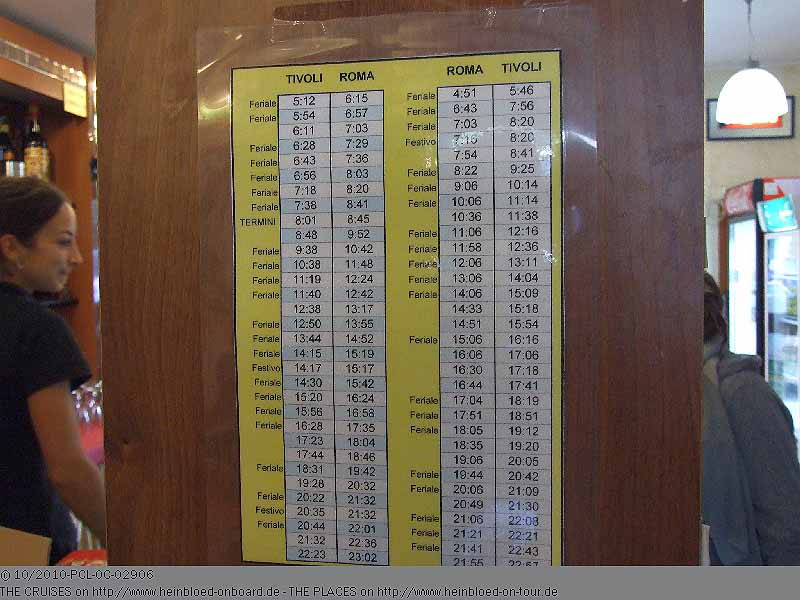 TIVOLI ROMA
Feriale 5:12 6:15
Feriale 5:54 6:57
6:11 7:03
Feriale 6:28 7:29
Feriale 6:43 7:36
Feriale 6:56 8:03
Feriale 7:18 8:20
Feriale 7:38 8:41
TERMINI 8:01 8:45
8:48 9:52
Feriale 9:38 10:42
Feriale 10:38 11:48
Feriale 11:19 12:24
Feriale 11:40 12:42
12:38 13:17
Feriale 12:50 13:55
Feriale 13:44 14:52
Feriale 14:15 15:19
Festivo 14:17 15:17
Feriale 14:30 15:42
Feriale 15:20 16:24
Feriale 15:56 16:58
Feriale 16:28 17:35
17:23 18:04
17:44 18:46
Feriale 18:31 19:42
19:28 20:32
Feriale 20:22 21:32
Festivo 20:35 21:32
Feriale 20:44 22:01
21:32 22:36
22:23 23:02
ROMA TIVOLI
Feriale 4:51 5:46
Feriale 6:43 7:56
Feriale 7:03 8:20
Festivo 8:20
7:54 8:41
Feriale 8:22 9:25
Feriale 9:06 10:14
Feriale 10:06 11:14
10:36 11:38
Feriale 11:06 12:16
Feriale 11:58 12:36
Feriale 12:06 13:11
Feriale 13:06 14:04
Feriale 14:06 15:09
14:33 15:18
14:51 15:54
Feriale 15:06 16:16
16:06 17:06
16:30 17:18
16:44 17:41
Feriale 17:04 18:19
Feriale 17:51 18:51
Feriale 18:05 19:12
18:35 19:20
19:06 20:05
Feriale 19:44 20:42
Feriale 20:06 21:09
20:49 21:30
Feriale 21:06 22:08
Feriale 21:21 22:21
Feriale 21:41 22:43
21:55
© 10/2010-PCL-OC-02906
THE CRUISES on http://www.heinbloed-onboard.de - THE PLACES on http://www.heinbloed-on-tour.de